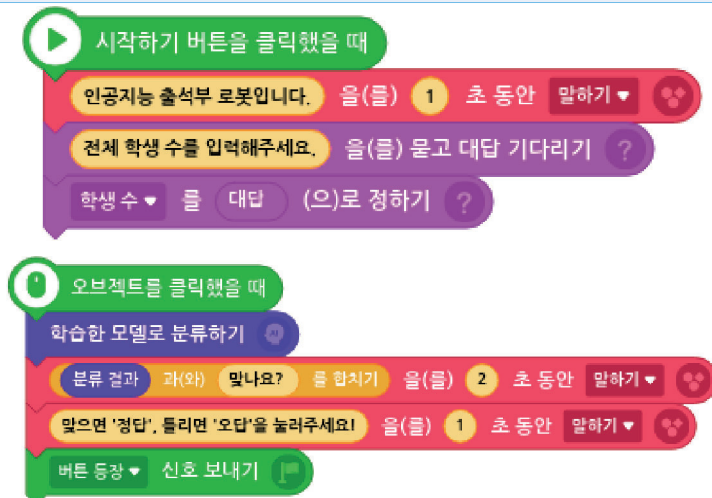 시작하기 버튼을 클릭했을 때
인공지능 출석부 로봇입니다. 을(를) 1 초 동안 말하기
전체 학생 수를 입력해주세요. 을(를) 묻고 대답 기다리기 ?
학생 수 를 대답 (으)로 정하기 ?
오브젝트를 클릭했을 때
학습한 모델로 분류하기 AI
분류 결과 과(와) 맞나요? 를 합치기 을(를) 2 초 동안 말하기
맞으면 '정답', 틀리면 '오답'을 눌러주세요! 을(를) 1 초 동안 말하기
버튼 등장 신호 보내기